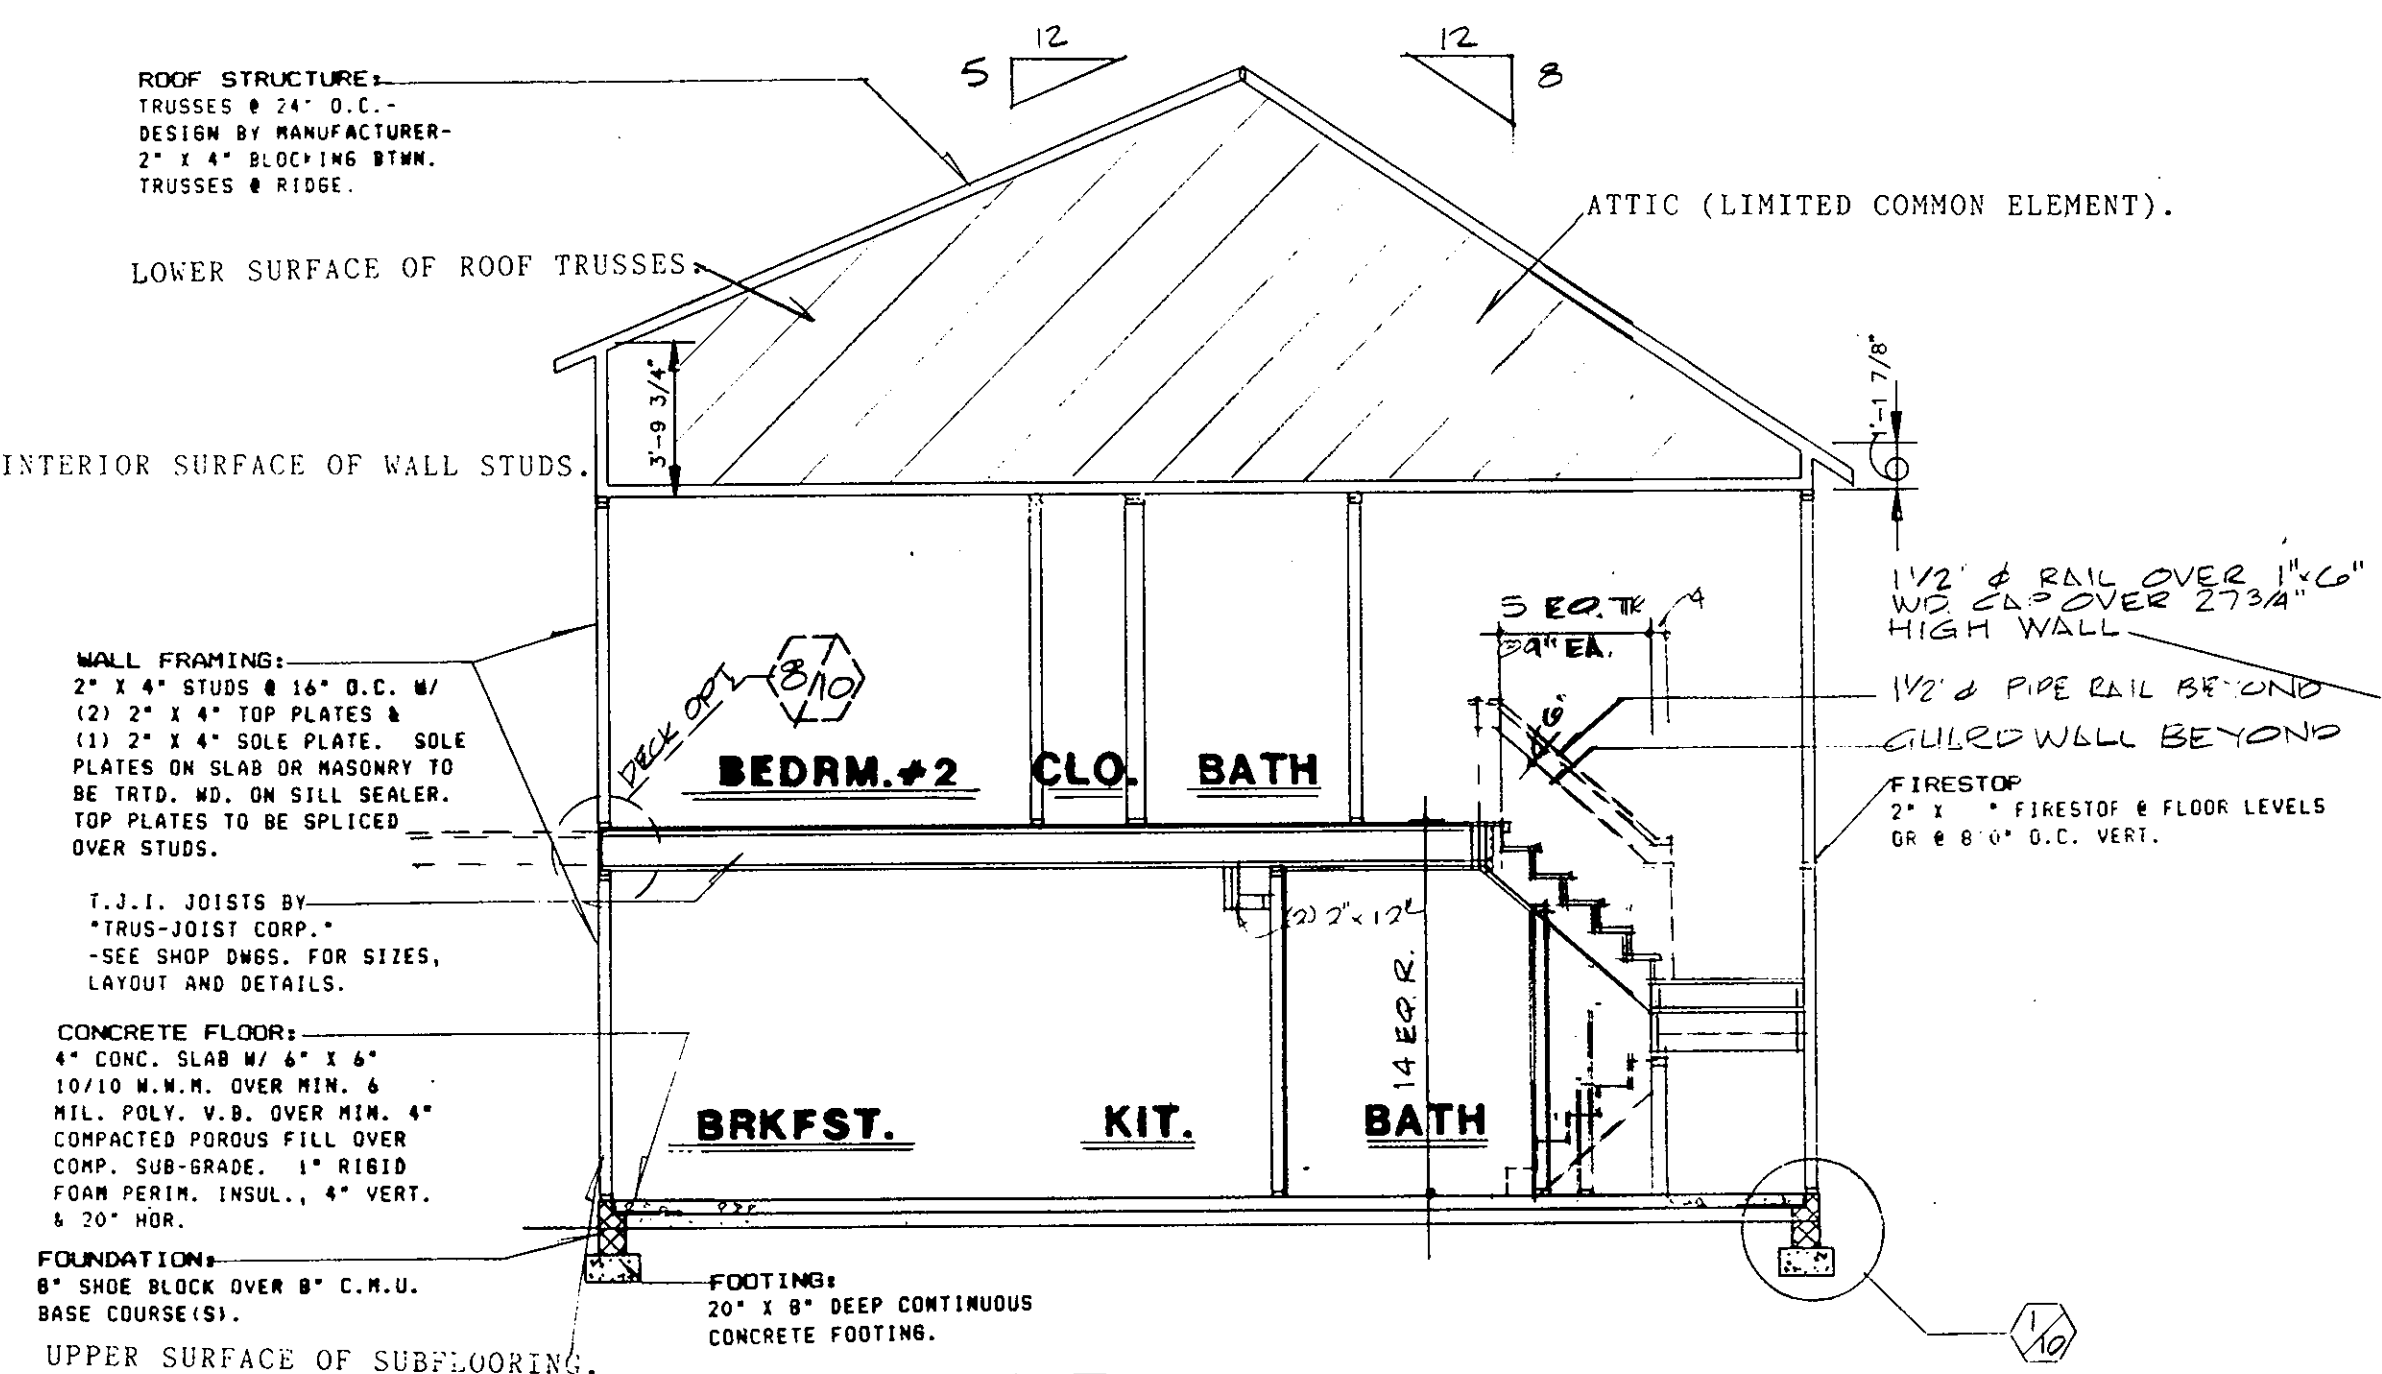 12
5
12
8
ROOF STRUCTURE:
TRUSSES @ 24" O.C.-
DESIGN BY MANUFACTURER-
2" X 4" BLOCKING BTWN.
TRUSSES @ RIDGE.
ATTIC (LIMITED COMMON ELEMENT).
LOWER SURFACE OF ROOF TRUSSES.
3'-9 3/4"
1'-1 7/8"
INTERIOR SURFACE OF WALL STUDS.
1 1/2" ø RAIL OVER 1"x6"
WD. CAP OVER 27 3/4"
HIGH WALL
5 EQ. TR
@ 9" EA.
4
WALL FRAMING:
2" X 4" STUDS @ 16" O.C. W/
(2) 2" X 4" TOP PLATES &
(1) 2" X 4" SOLE PLATE. SOLE
PLATES ON SLAB OR MASONRY TO
BE TRTD. WD. ON SILL SEALER.
TOP PLATES TO BE SPLICED
OVER STUDS.
DECK OPT.
8/10
1 1/2" ø PIPE RAIL BEYOND
6"
GUARD WALL BEYOND
BEDRM.#2
CLO.
BATH
FIRESTOP
2" X " FIRESTOP @ FLOOR LEVELS
OR @ 8'0" O.C. VERT.
T.J.I. JOISTS BY
"TRUS-JOIST CORP."
-SEE SHOP DWGS. FOR SIZES,
LAYOUT AND DETAILS.
(2) 2"x12"
14 EQ. R.
CONCRETE FLOOR:
4" CONC. SLAB W/ 6" X 6"
10/10 W.W.M. OVER MIN. 6
MIL. POLY. V.B. OVER MIN. 4"
COMPACTED POROUS FILL OVER
COMP. SUB-GRADE. 1" RIGID
FOAM PERIM. INSUL., 4" VERT.
& 20" HOR.
BRKFST.
KIT.
BATH
FOUNDATION:
8" SHOE BLOCK OVER 8" C.M.U.
BASE COURSE(S).
FOOTING:
20" X 8" DEEP CONTINUOUS
CONCRETE FOOTING.
1/10
UPPER SURFACE OF SUBFLOORING.